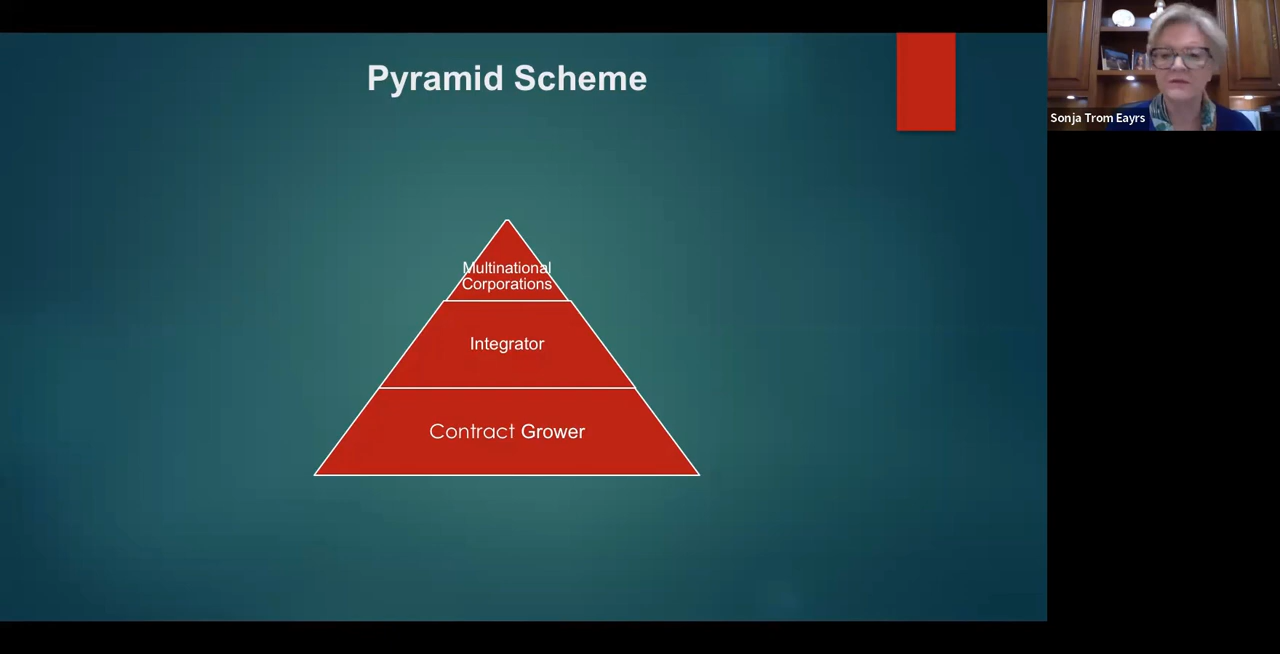 Pyramid Scheme
Sonja Trom Eayrs
Multinational
Corporations
Integrator
Contract Grower